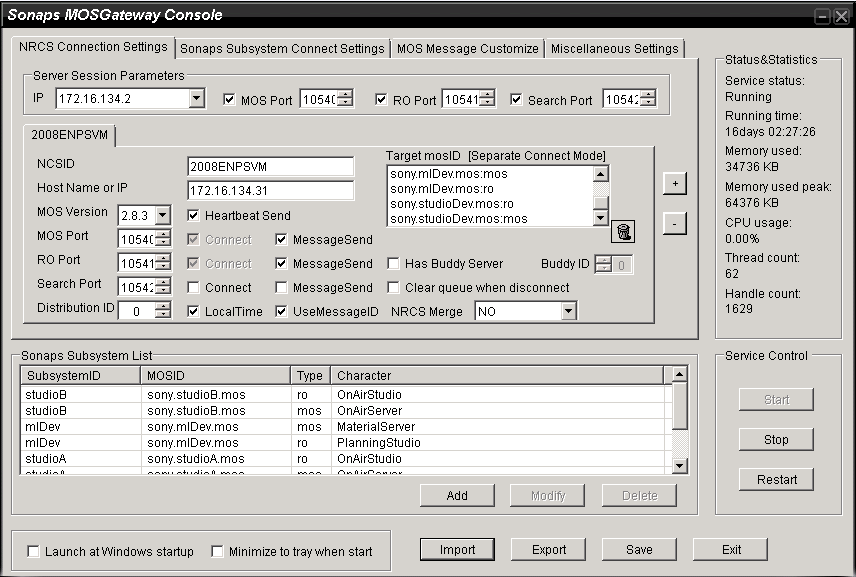 Sonaps MOSGateway Console
NRCS Connection Settings
Sonaps Subsystem Connect Settings
MOS Message Customize
Miscellaneous Settings
Server Session Parameters
IP 172.16.134.2 MOS Port 10540 RO Port 10541 Search Port 10542
2008ENPSVM
NCSID 2008ENPSVM
Host Name or IP 172.16.134.31
MOS Version 2.8.3 Heartbeat Send
MOS Port 10540 Connect MessageSend
RO Port 10541 Connect MessageSend Has Buddy Server Buddy ID 0
Search Port 10542 Connect MessageSend Clear queue when disconnect
Distribution ID 0 LocalTime UseMessageID NRCS Merge NO
Target mosID [Separate Connect Mode]
sony.mlDev.mos:mos
sony.mlDev.mos:ro
sony.studioDev.mos:ro
sony.studioDev.mos:mos
+
-
Status&Statistics
Service status:
Running
Running time:
16days 02:27:26
Memory used:
34736 KB
Memory used peak:
64376 KB
CPU usage:
0.00%
Thread count:
62
Handle count:
1629
Sonaps Subsystem List
SubsystemID MOSID Type Character
studioB sony.studioB.mos ro OnAirStudio
studioB sony.studioB.mos mos OnAirServer
mlDev sony.mlDev.mos mos MaterialServer
mlDev sony.mlDev.mos ro PlanningStudio
studioA sony.studioA.mos ro OnAirStudio
studioA sony.studioA.mos mos OnAirServer
Add Modify Delete
Service Control
Start
Stop
Restart
Launch at Windows startup Minimize to tray when start
Import Export Save Exit